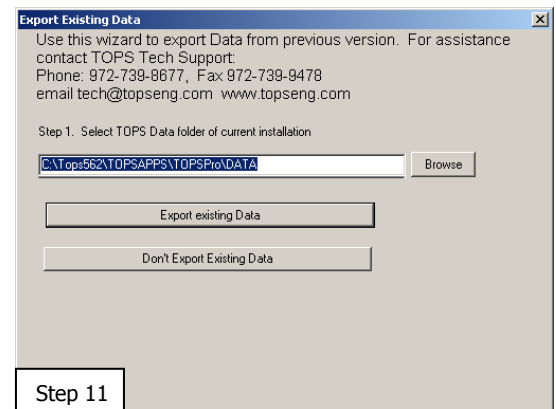 Export Existing Data
Use this wizard to export Data from previous version. For assistance
contact TOPS Tech Support:
Phone: 972-739-8677, Fax 972-739-9478
email tech@topseng.com www.topseng.com
Step 1. Select TOPS Data folder of current installation
C:\Tops562\TOPSAPPS\TOPSPro\DATA
Browse
Export existing Data
Don't Export Existing Data
Step 11